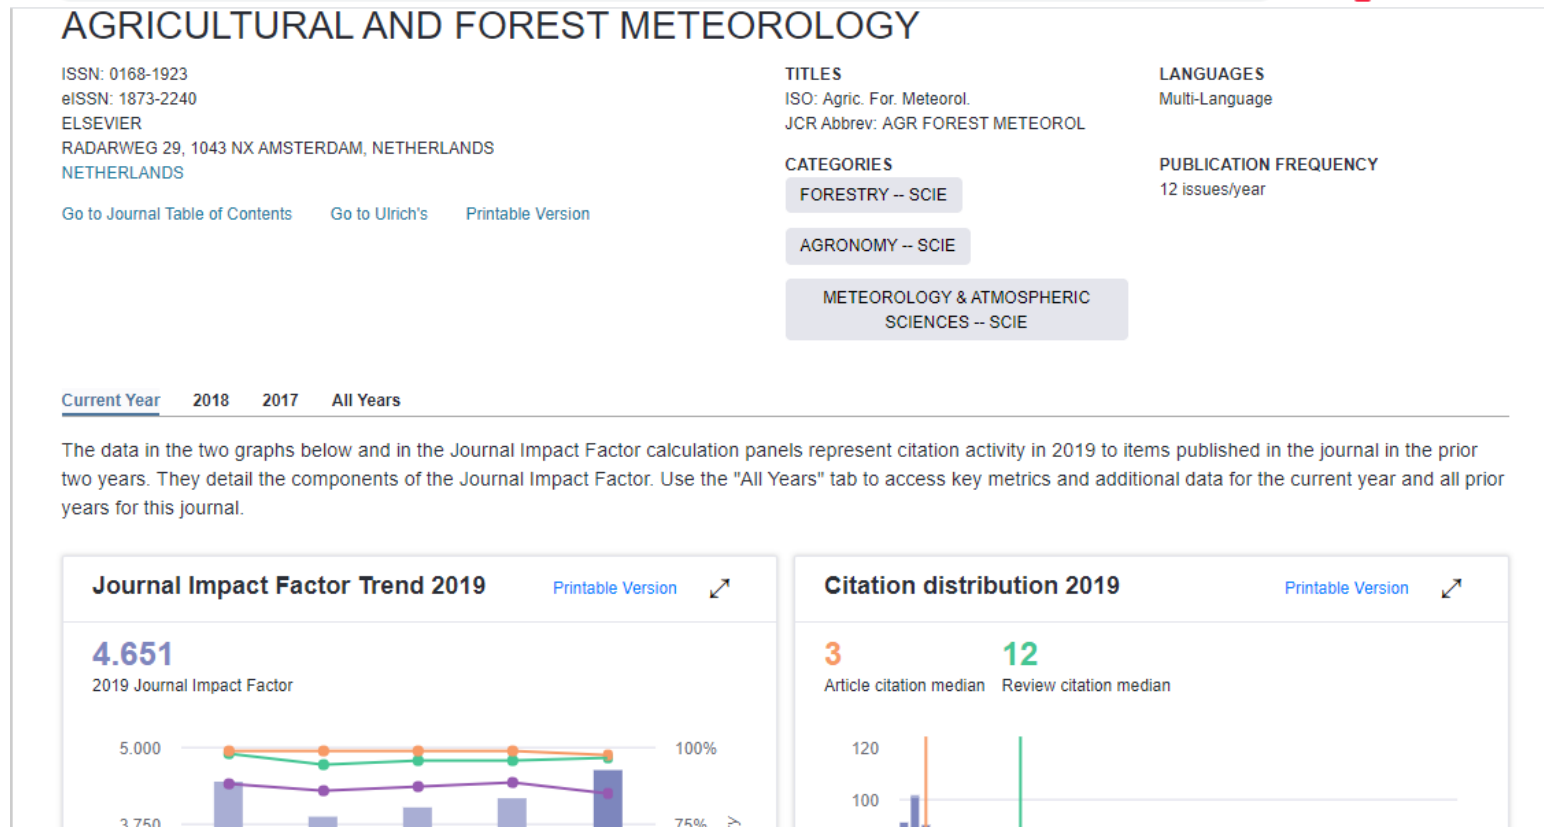 AGRICULTURAL AND FOREST METEOROLOGY
ISSN: 0168-1923
eISSN: 1873-2240
ELSEVIER
RADARWEG 29, 1043 NX AMSTERDAM, NETHERLANDS
NETHERLANDS
Go to Journal Table of Contents Go to Ulrich's Printable Version
TITLES
ISO: Agric. For. Meteorol.
JCR Abbrev: AGR FOREST METEOROL
CATEGORIES
FORESTRY -- SCIE
AGRONOMY -- SCIE
METEOROLOGY & ATMOSPHERIC
SCIENCES -- SCIE
LANGUAGES
Multi-Language
PUBLICATION FREQUENCY
12 issues/year
Current Year 2018 2017 All Years
The data in the two graphs below and in the Journal Impact Factor calculation panels represent citation activity in 2019 to items published in the journal in the prior
two years. They detail the components of the Journal Impact Factor. Use the "All Years" tab to access key metrics and additional data for the current year and all prior
years for this journal.
Journal Impact Factor Trend 2019 Printable Version
4.651
2019 Journal Impact Factor
5.000 100%
3.750 75%
Citation distribution 2019 Printable Version
3 12
Article citation median Review citation median
120
100